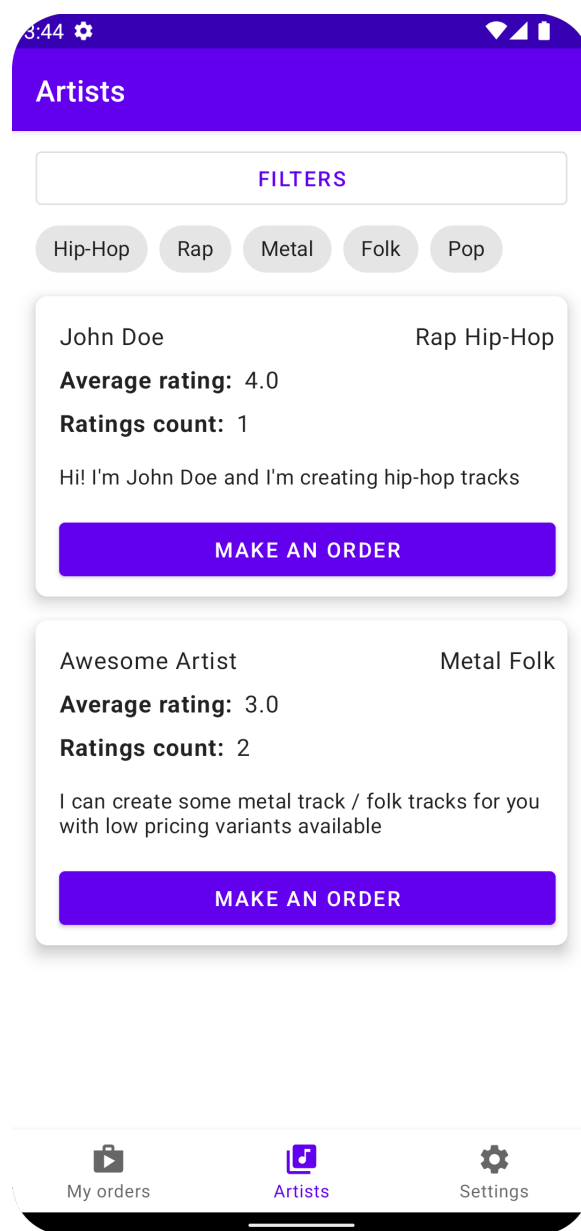 3:44
Artists
FILTERS
Hip-Hop Rap Metal Folk Pop
John Doe Rap Hip-Hop
Average rating: 4.0
Ratings count: 1
Hi! I'm John Doe and I'm creating hip-hop tracks
MAKE AN ORDER
Awesome Artist Metal Folk
Average rating: 3.0
Ratings count: 2
I can create some metal track / folk tracks for you
with low pricing variants available
MAKE AN ORDER
My orders Artists Settings